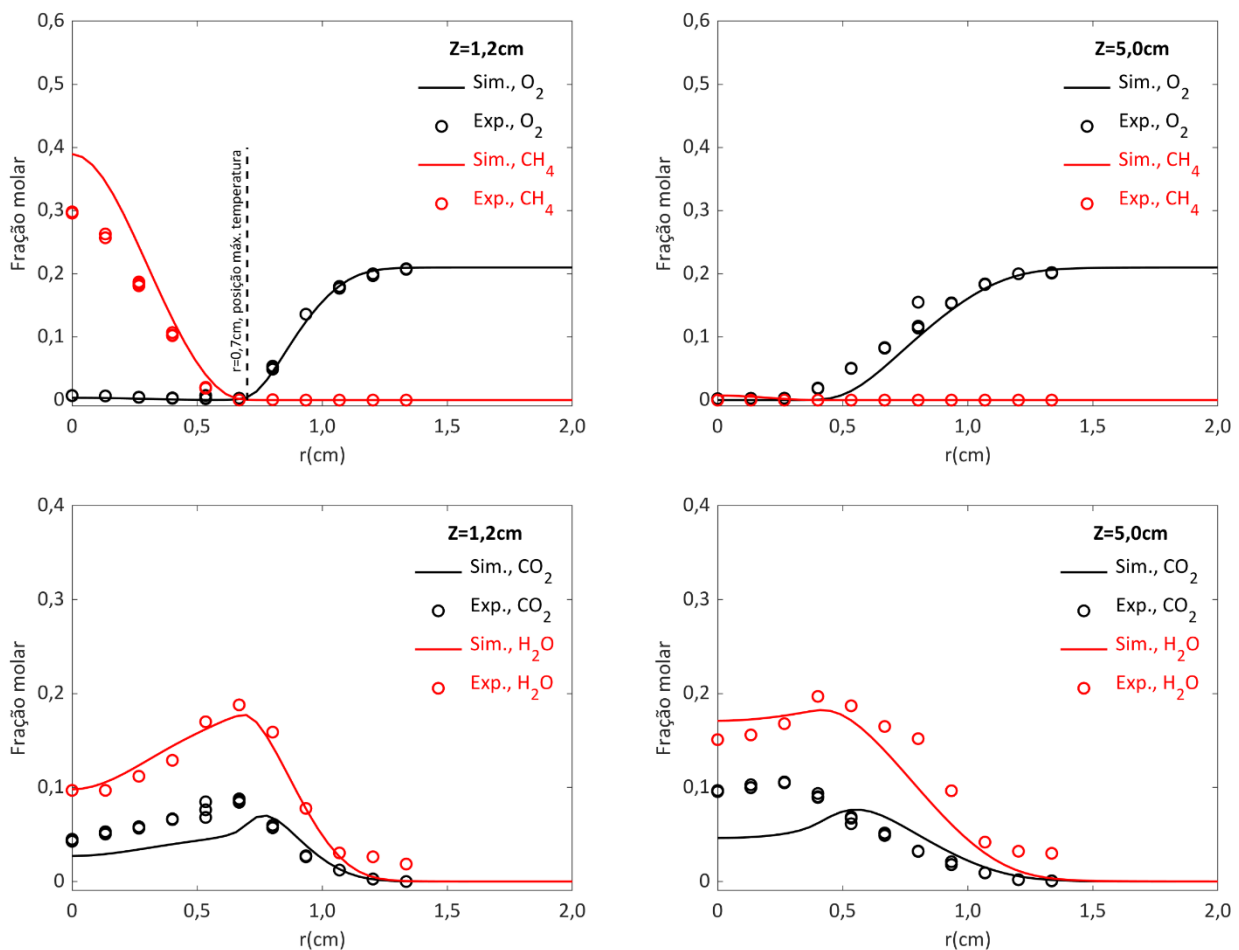 0,6
0,5
0,4
0,3
0,2
0,1
0
Fração molar
Z=1,2cm
Sim., O2
Exp., O2
Sim., CH4
Exp., CH4
r=0,7cm, posição máx. temperatura
0
0,5
1,0
1,5
2,0
r(cm)
0,6
0,5
0,4
0,3
0,2
0,1
0
Fração molar
Z=5,0cm
Sim., O2
Exp., O2
Sim., CH4
Exp., CH4
0
0,5
1,0
1,5
2,0
r(cm)
0,4
0,3
0,2
0,1
0
Fração molar
Z=1,2cm
Sim., CO2
Exp., CO2
Sim., H2O
Exp., H2O
0
0,5
1,0
1,5
2,0
r(cm)
0,4
0,3
0,2
0,1
0
Fração molar
Z=5,0cm
Sim., CO2
Exp., CO2
Sim., H2O
Exp., H2O
0
0,5
1,0
1,5
2,0
r(cm)